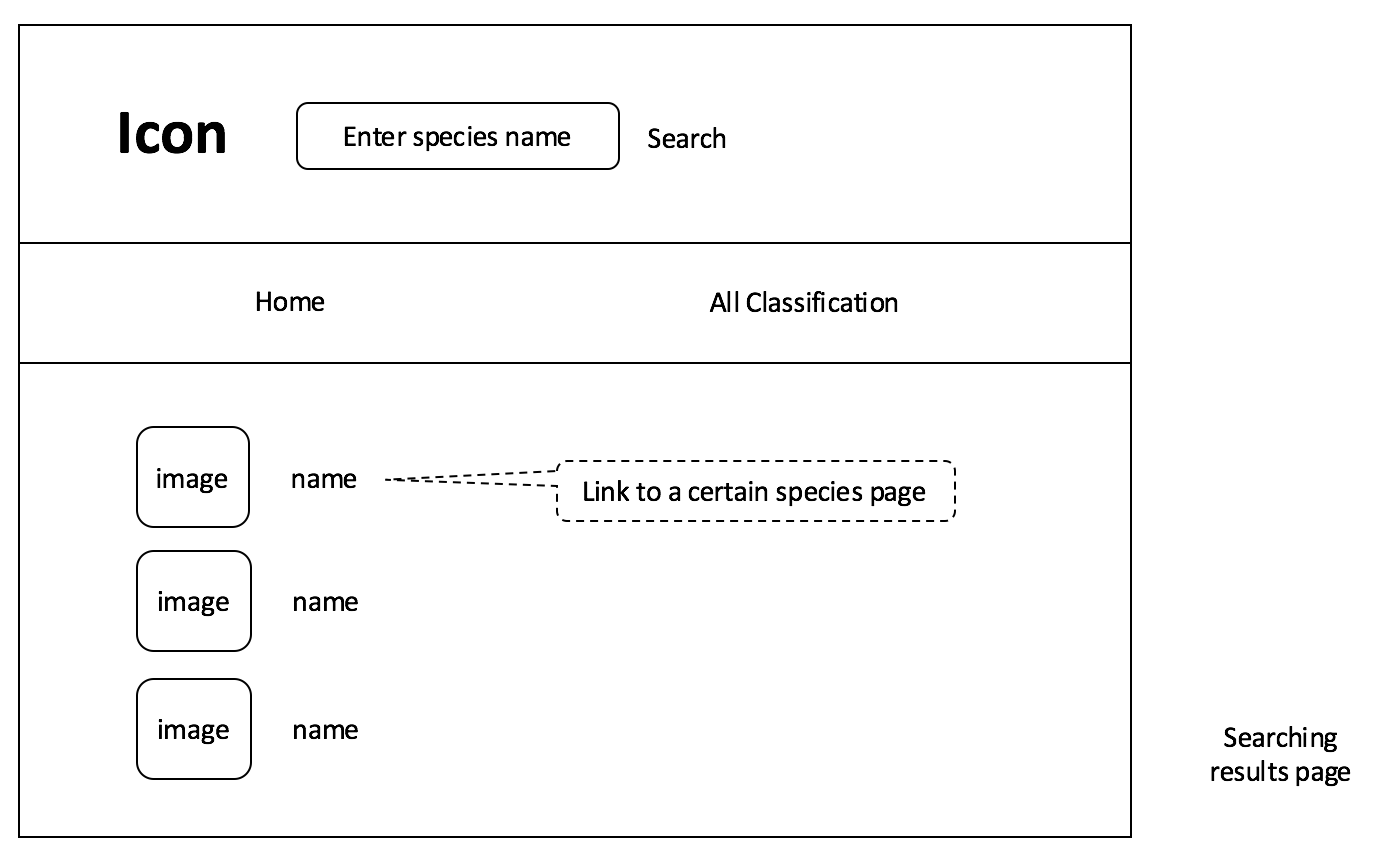 Icon
Enter species name
Search
Home
All Classification
image
name
Link to a certain species page
image
name
image
name
Searching
results page